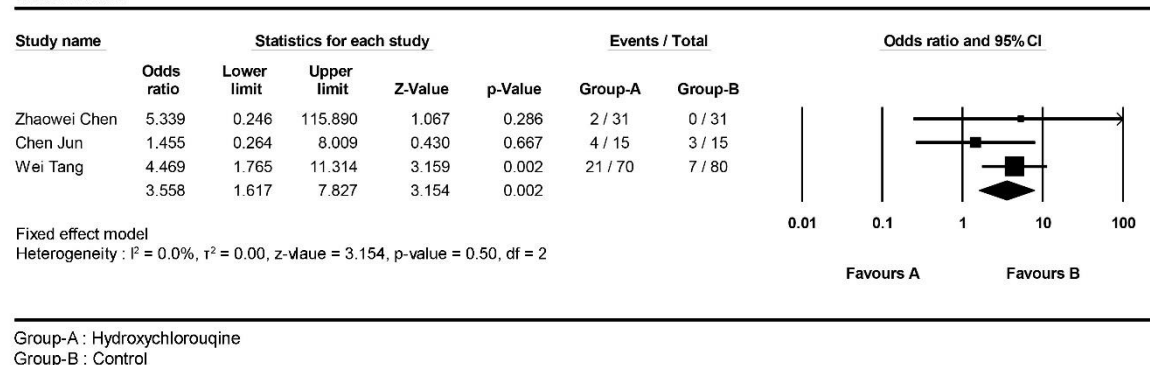 Study name Statistics for each study Events / Total Odds ratio and 95% CI
Odds ratio Lower limit Upper limit Z-Value p-Value Group-A Group-B
Zhaowei Chen 5.339 0.246 115.890 1.067 0.286 2 / 31 0 / 31
Chen Jun 1.455 0.264 8.009 0.430 0.667 4 / 15 3 / 15
Wei Tang 4.469 1.765 11.314 3.159 0.002 21 / 70 7 / 80
3.558 1.617 7.827 3.154 0.002
0.01 0.1 1 10 100
Fixed effect model
Heterogeneity : I² = 0.0%, τ² = 0.00, z-vlaue = 3.154, p-value = 0.50, df = 2
Favours A Favours B
Group-A : Hydroxychlorouqine
Group-B : Control